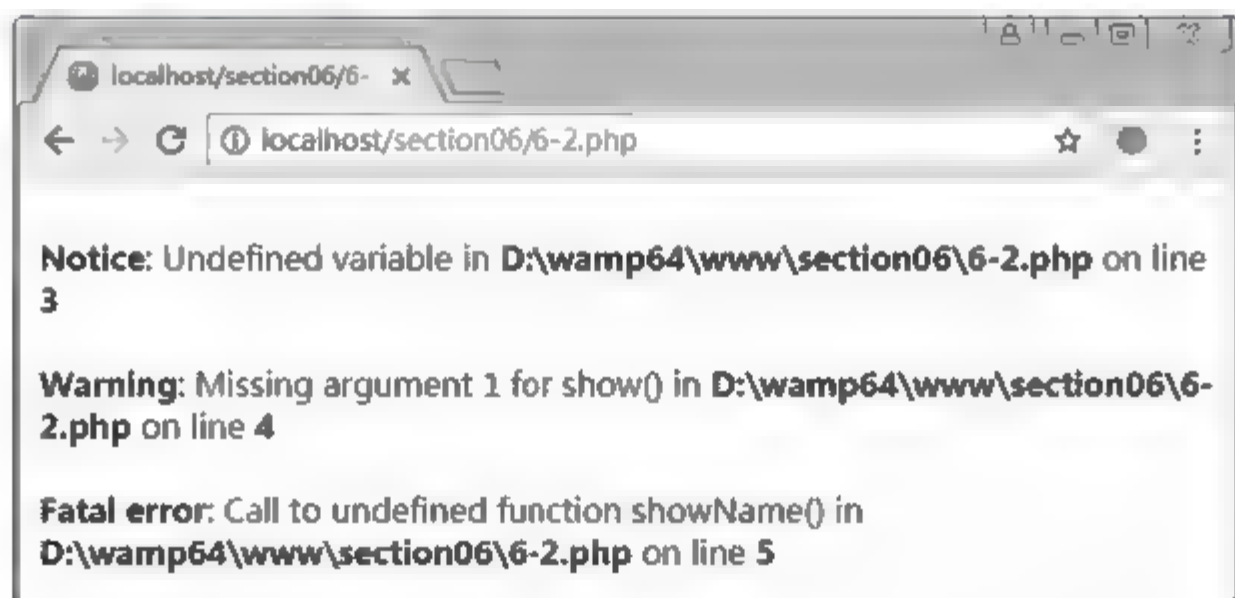 localhost/section06/6-
localhost/section06/6-2.php
Notice: Undefined variable in D:\wamp64\www\section06\6-2.php on line
3
Warning: Missing argument 1 for show() in D:\wamp64\www\section06\6-
2.php on line 4
Fatal error: Call to undefined function showName() in
D:\wamp64\www\section06\6-2.php on line 5